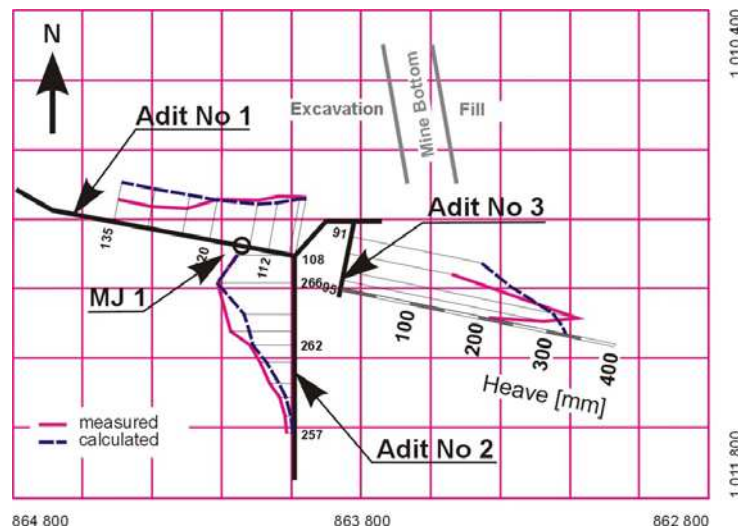 N
1 010 400
Excavation
Mine Bottom
Fill
Adit No 1
Adit No 3
135
20
112
91
108
266
95
MJ 1
100
200
300
400
262
Heave [mm]
measured
calculated
257
Adit No 2
1 011 800
864 800
863 800
862 800